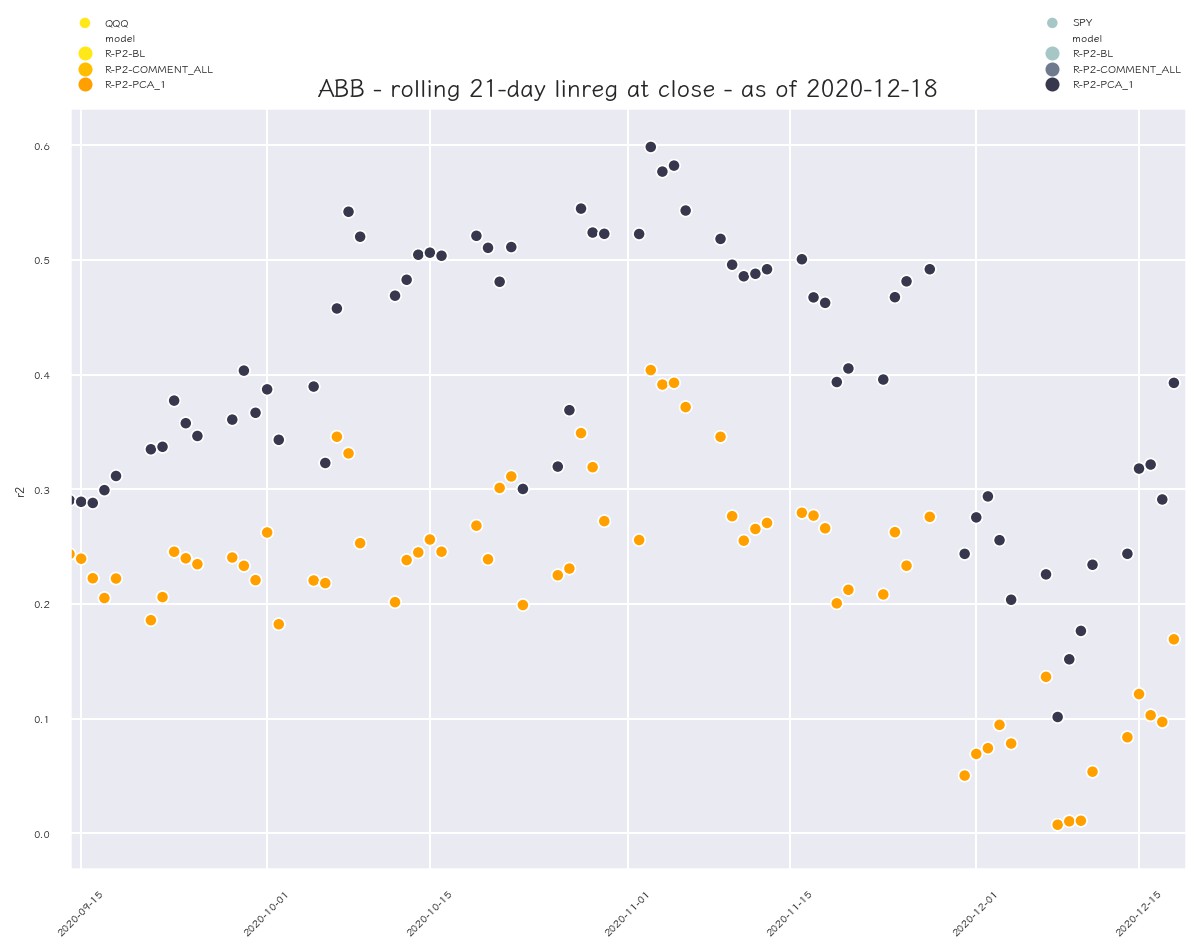 QQQ
model
R-P2-BL
R-P2-COMMENT_ALL
R-P2-PCA_1
SPY
model
R-P2-BL
R-P2-COMMENT_ALL
R-P2-PCA_1
ABB - rolling 21-day linreg at close - as of 2020-12-18
r2
0.6
0.5
0.4
0.3
0.2
0.1
0.0
2020-09-15
2020-10-01
2020-10-15
2020-11-01
2020-11-15
2020-12-01
2020-12-15